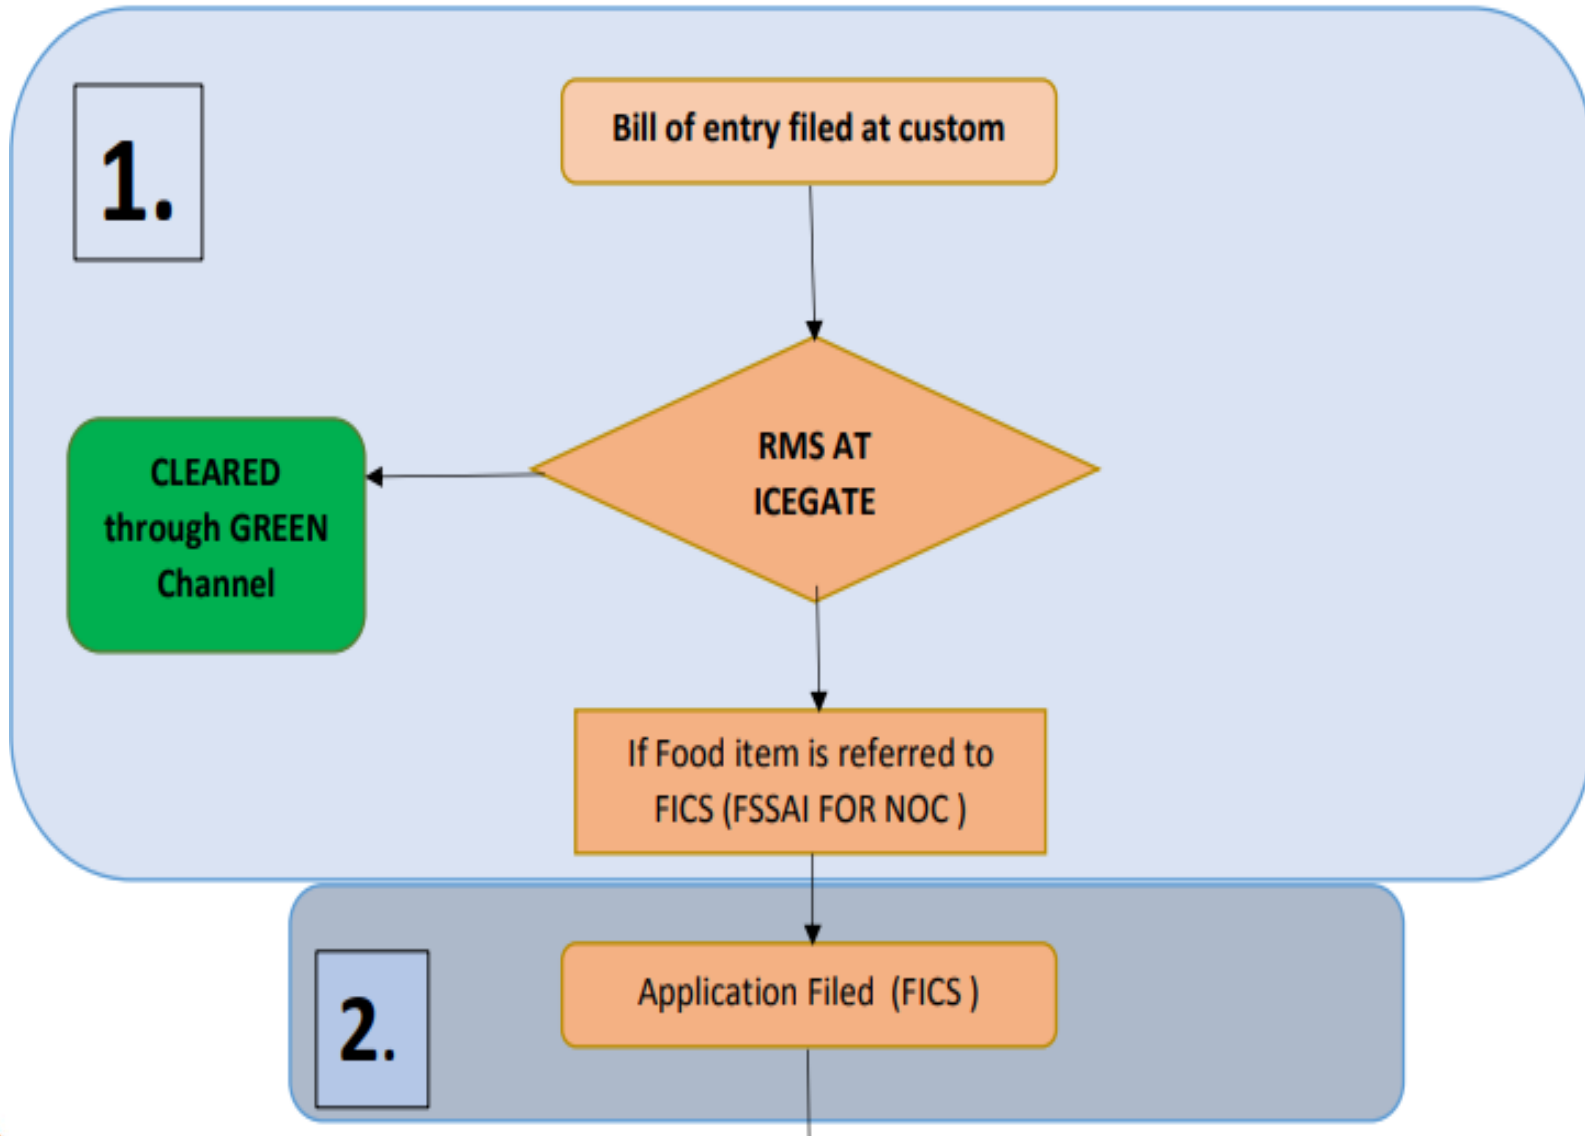 1.
Bill of entry filed at custom
RMS AT
ICEGATE
CLEARED
through GREEN
Channel
If Food item is referred to
FICS (FSSAI FOR NOC )
2.
Application Filed (FICS )